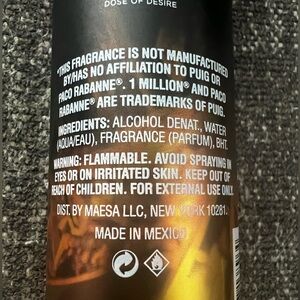 DOSE OF DESIRE
*THIS FRAGRANCE IS NOT MANUFACTURED
BY/HAS NO AFFILIATION TO PUIG OR
PACO RABANNE®. 1 MILLION® AND PACO
RABANNE® ARE TRADEMARKS OF PUIG.
INGREDIENTS: ALCOHOL DENAT., WATER
(AQUA/EAU), FRAGRANCE (PARFUM), BHT.
WARNING: FLAMMABLE. AVOID SPRAYING IN
EYES OR ON IRRITATED SKIN. KEEP OUT OF
REACH OF CHILDREN. FOR EXTERNAL USE ONLY.
DIST. BY MAESA LLC, NEW YORK 10281.
MADE IN MEXICO